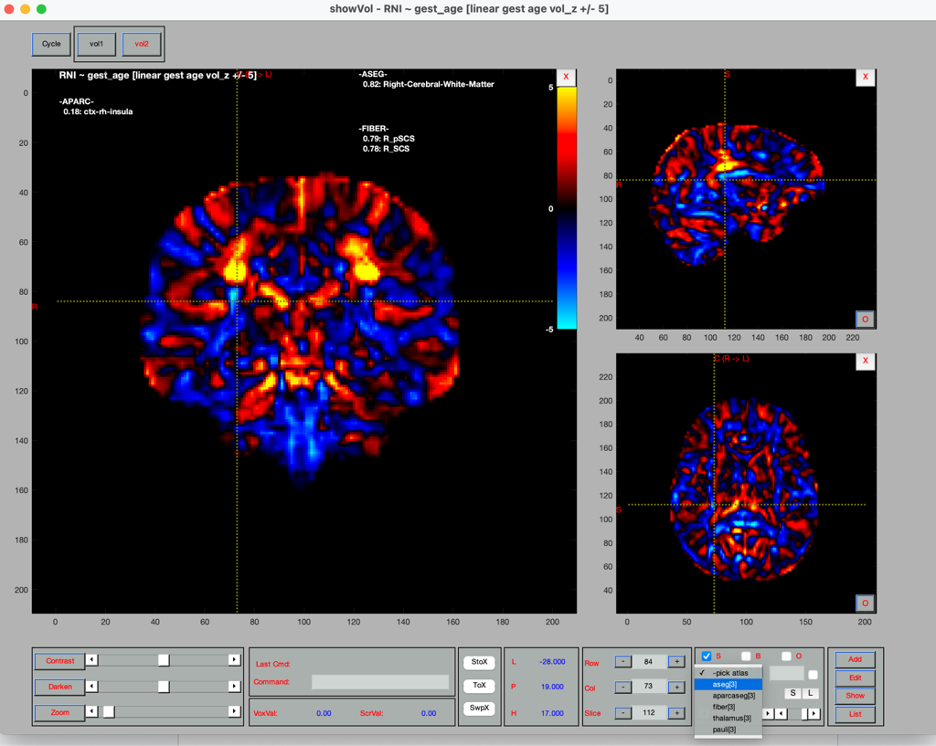 showVol - RNI ~ gest_age [linear gest age vol_z +/- 5]
Cycle
vol1
vol2
RNI ~ gest_age [linear gest age vol_z +/- 5]
-> L)
X
-APARC-
0.18: ctx-rh-insula
-ASEG-
0.82: Right-Cerebral-White-Matter
-FIBER-
0.79: R_pSCS
0.78: R_SCS
5
0
-5
R
0
20
40
60
80
100
120
140
160
180
200
0 20 40 60 80 100 120 140 160 180 200
S
X
R
0
20
40
60
80
100
120
140
160
180
200
40 60 80 100 120 140 160 180 200 220
O
C (R -> L)
X
S
220
200
180
160
140
120
100
80
60
40
0 50 100 150 200
O
Contrast
Darken
Zoom
Last Cmd:
Command:
VoxVal: 0.00 ScrVal: 0.00
StoX
ToX
SwpX
L -28.000
P 19.000
H 17.000
Row - 84 +
Col - 73 +
Slice - 112 +
S B O
✓ -pick atlas
aseg[3]
aparcaseg[3]
fiber[3]
thalamus[3]
pauli[3]
S L
Add
Edit
Show
List